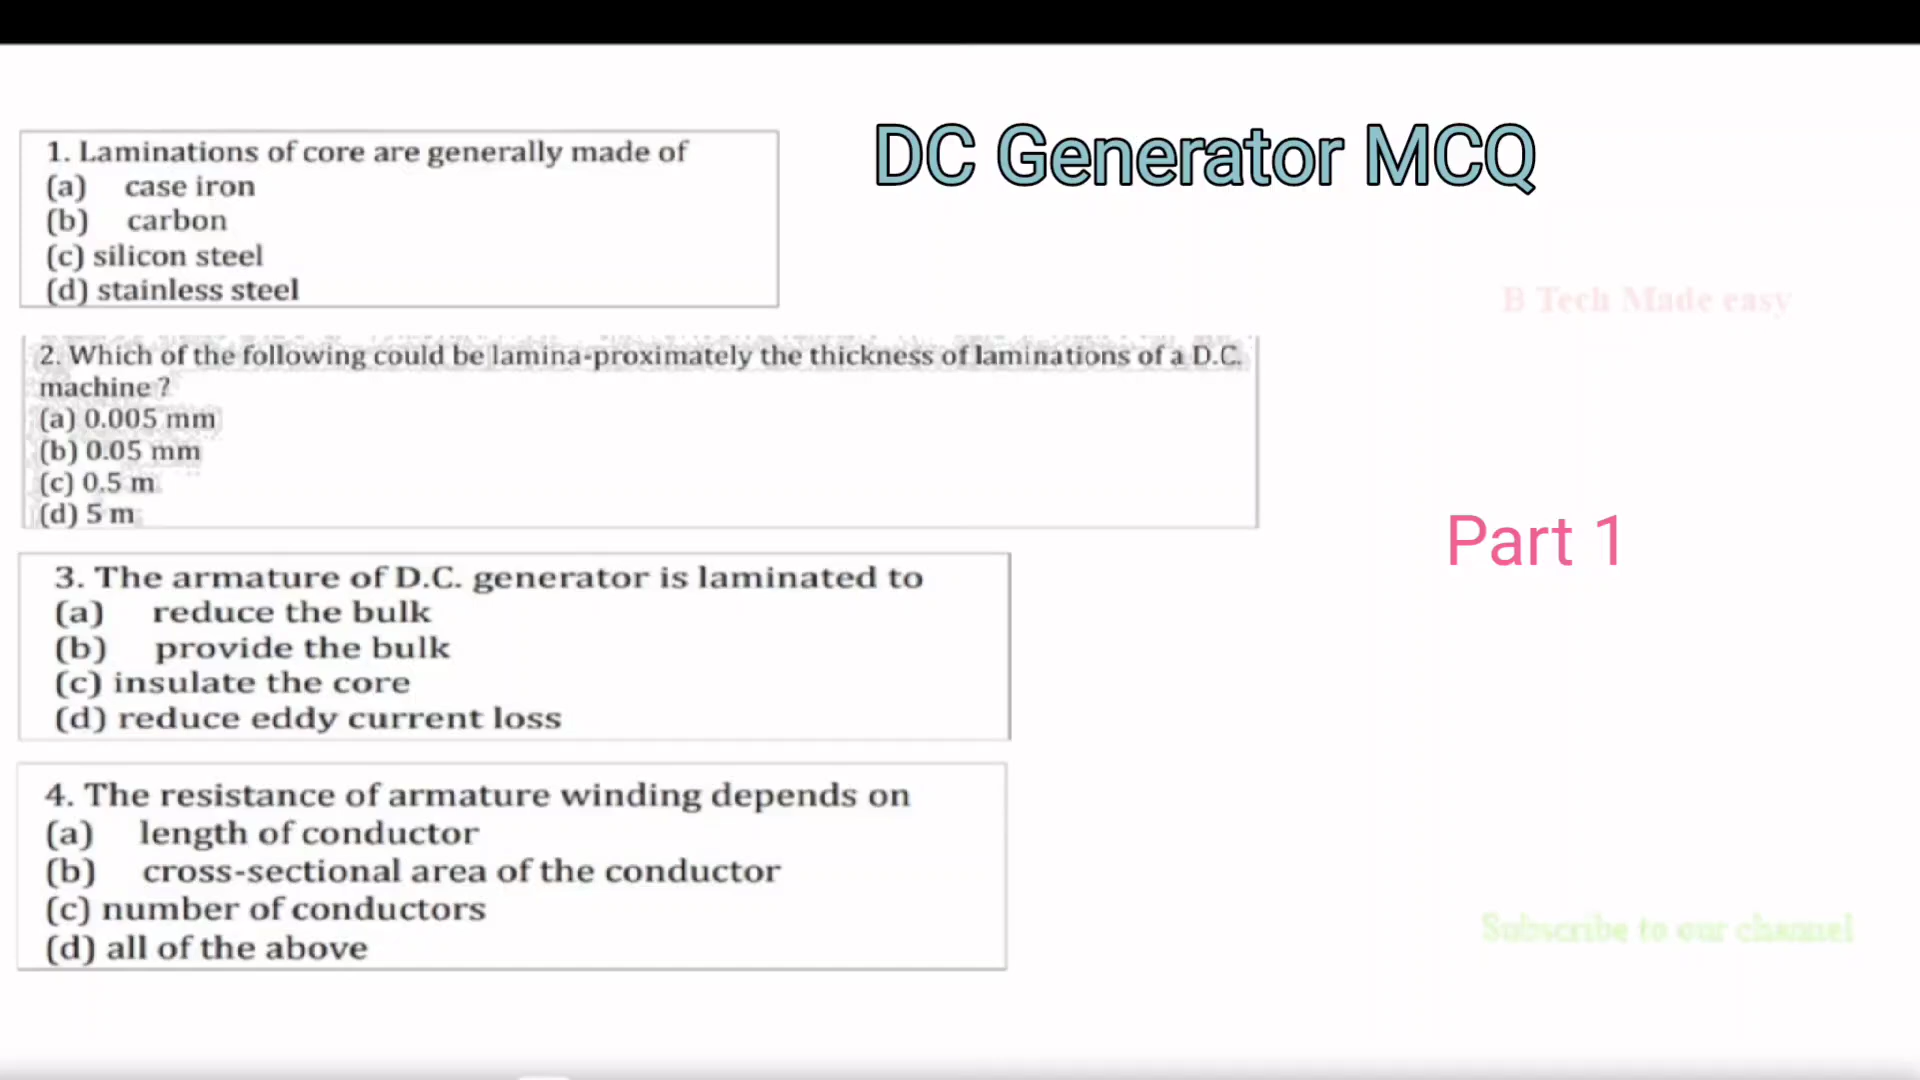 DC Generator MCQ
1. Laminations of core are generally made of
(a) case iron
(b) carbon
(c) silicon steel
(d) stainless steel
B Tech Made easy
2. Which of the following could be lamina-proximately the thickness of laminations of a D.C.
machine ?
(a) 0.005 mm
(b) 0.05 mm
(c) 0.5 m
(d) 5 m
Part 1
3. The armature of D.C. generator is laminated to
(a) reduce the bulk
(b) provide the bulk
(c) insulate the core
(d) reduce eddy current loss
4. The resistance of armature winding depends on
(a) length of conductor
(b) cross-sectional area of the conductor
(c) number of conductors
(d) all of the above
Subscribe to our channel